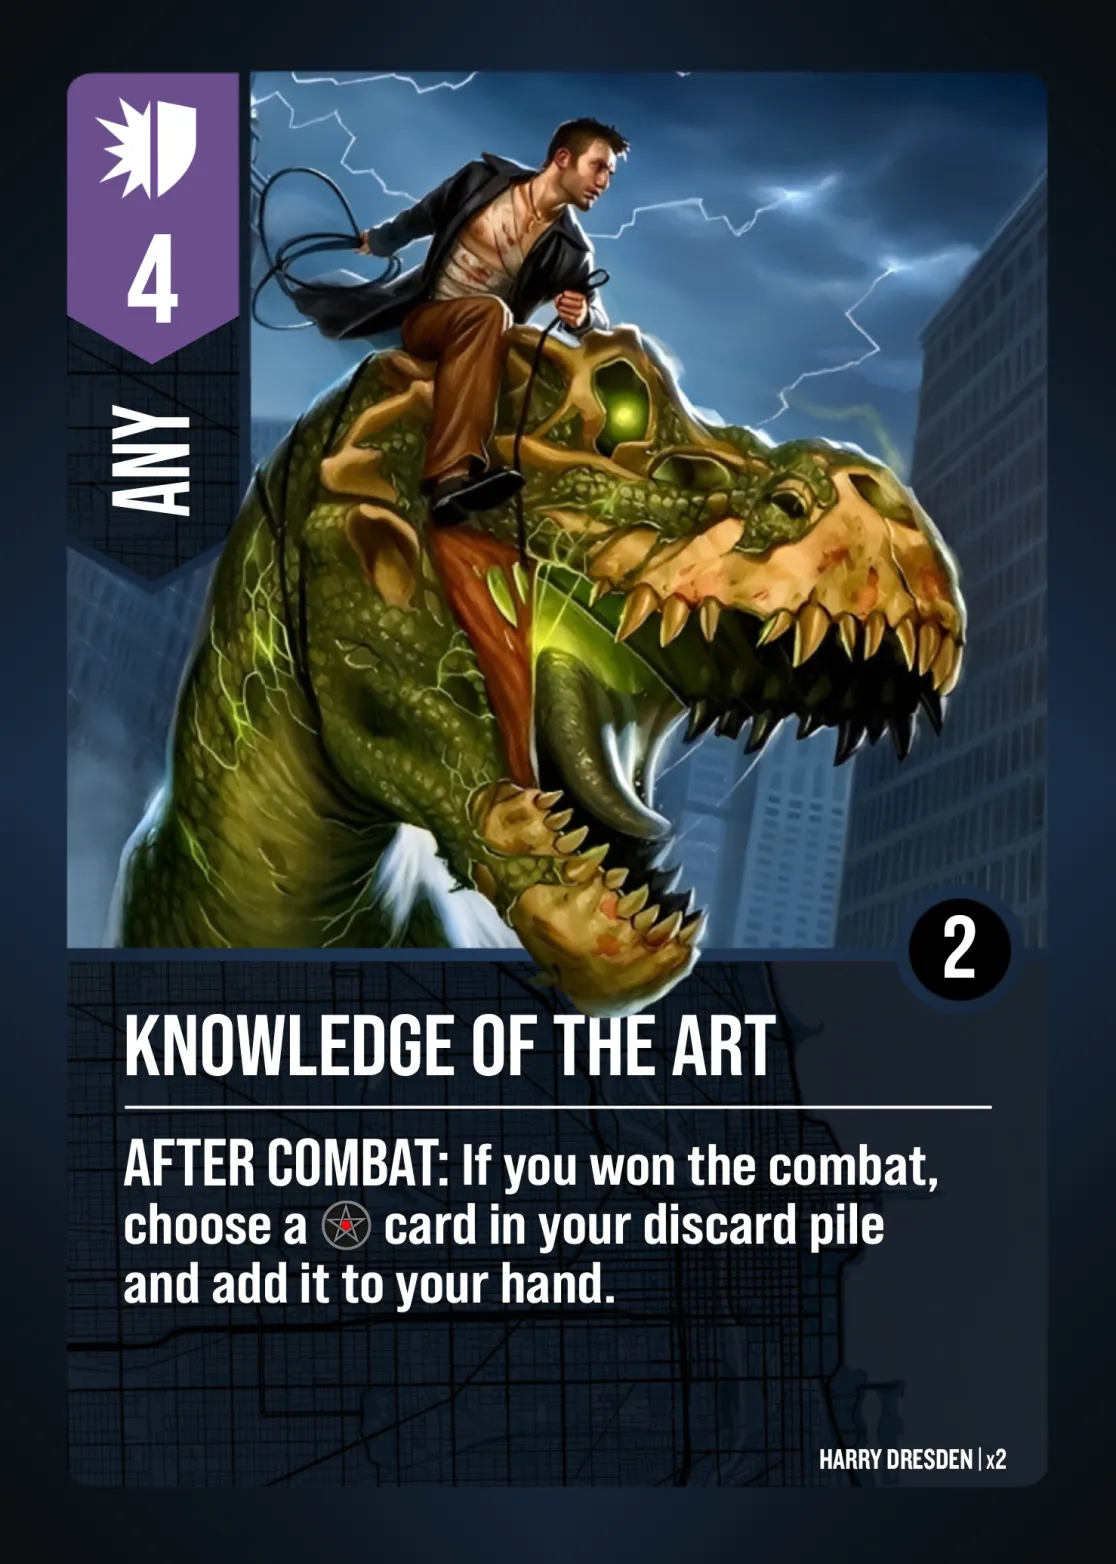 4
ANY
2
KNOWLEDGE OF THE ART
AFTER COMBAT: If you won the combat,
choose a card in your discard pile
and add it to your hand.
HARRY DRESDEN | x2